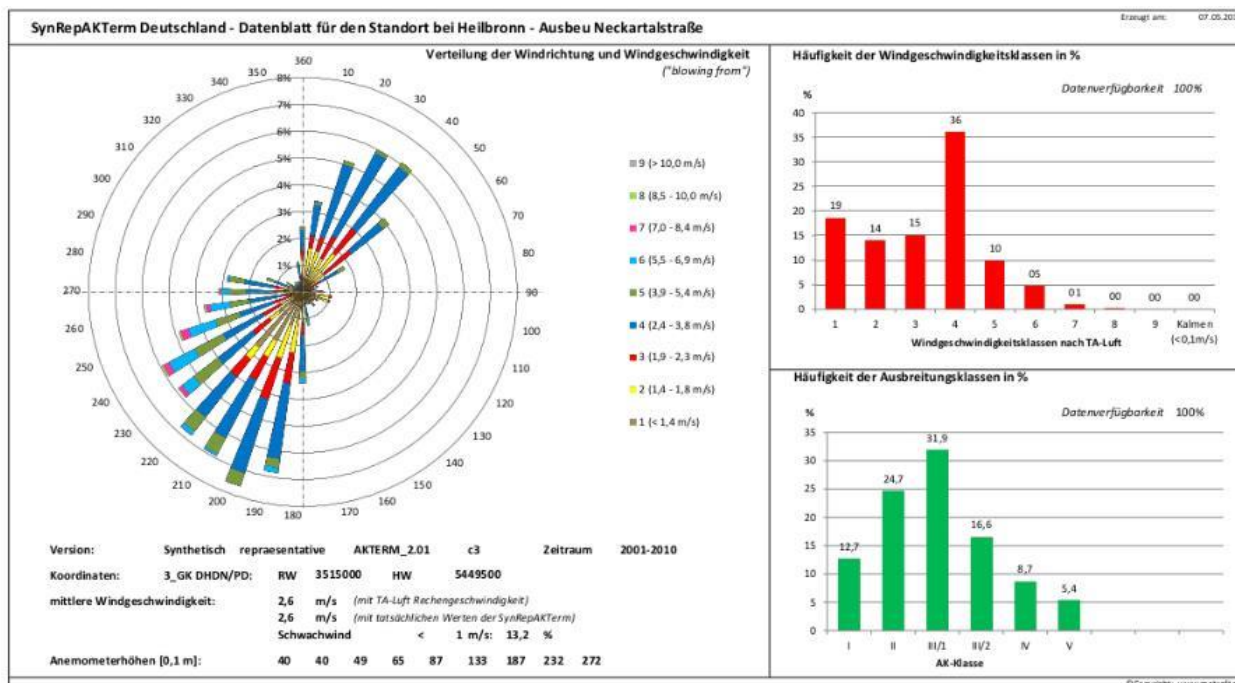 Erzeugt am: 07.05.201
SynRepAKTerm Deutschland - Datenblatt für den Standort bei Heilbronn - Ausbeu Neckartalstraße
Verteilung der Windrichtung und Windgeschwindigkeit
("blowing from")
360
10
20
30
40
50
60
70
80
90
100
110
120
130
140
150
160
170
180
190
200
210
220
230
240
250
260
270
280
290
300
310
320
330
340
350
8%
7%
6%
5%
4%
3%
2%
1%
9 (> 10,0 m/s)
8 (8,5 - 10,0 m/s)
7 (7,0 - 8,4 m/s)
6 (5,5 - 6,9 m/s)
5 (3,9 - 5,4 m/s)
4 (2,4 - 3,8 m/s)
3 (1,9 - 2,3 m/s)
2 (1,4 - 1,8 m/s)
1 (< 1,4 m/s)
Version: Synthetisch repraesentative AKTERM_2.01 c3 Zeitraum 2001-2010
Koordinaten: 3_GK DHDN/PD: RW 3515000 HW 5449500
mittlere Windgeschwindigkeit: 2,6 m/s (mit TA-Luft Rechengeschwindigkeit)
2,6 m/s (mit tatsächlichen Werten der SynRepAKTerm)
Schwachwind < 1 m/s: 13,2 %
Anemometerhöhen [0,1 m]: 40 40 49 65 87 133 187 232 272
Häufigkeit der Windgeschwindigkeitsklassen in %
Datenverfügbarkeit 100%
%
40
35
30
25
20
15
10
5
0
19 14 15 36 10 05 01 00 00 00
1 2 3 4 5 6 7 8 9 Kalmen
(<0,1m/s)
Windgeschwindigkeitsklassen nach TA-Luft
Häufigkeit der Ausbreitungsklassen in %
Datenverfügbarkeit 100%
%
35
30
25
20
15
10
5
0
12,7 24,7 31,9 16,6 8,7 5,4
I II III/1 III/2 IV V
AK-Klasse